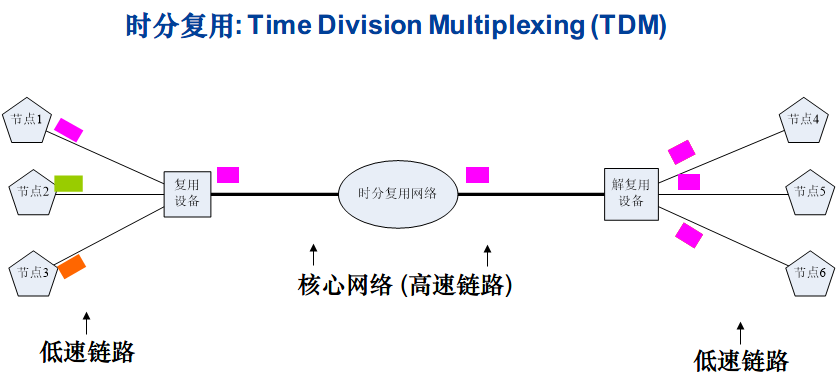 时分复用: Time Division Multiplexing (TDM)
节点1
节点2
节点3
复用
设备
时分复用网络
解复用
设备
节点4
节点5
节点6
核心网络 (高速链路)
低速链路
低速链路